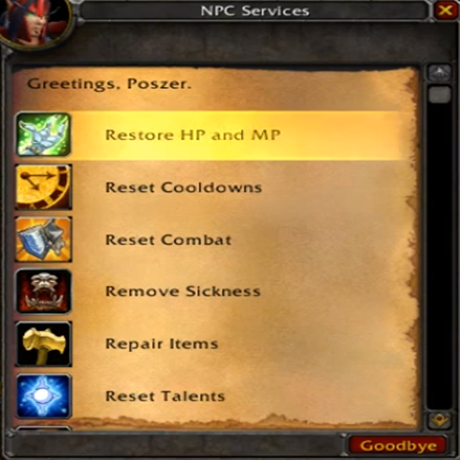 NPC Services
Greetings, Poszer.
Restore HP and MP
Reset Cooldowns
Reset Combat
Remove Sickness
Repair Items
Reset Talents
Goodbye